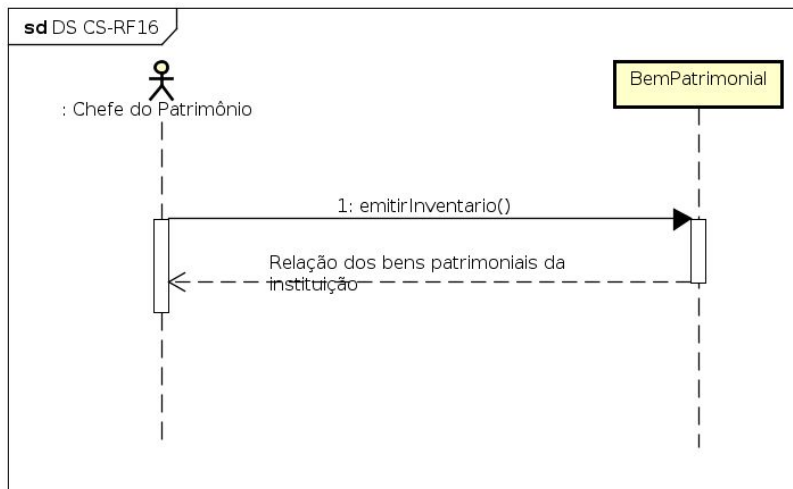 sd DS CS-RF16
: Chefe do Patrimônio
BemPatrimonial
1: emitirInventario()
Relação dos bens patrimoniais da
instituição